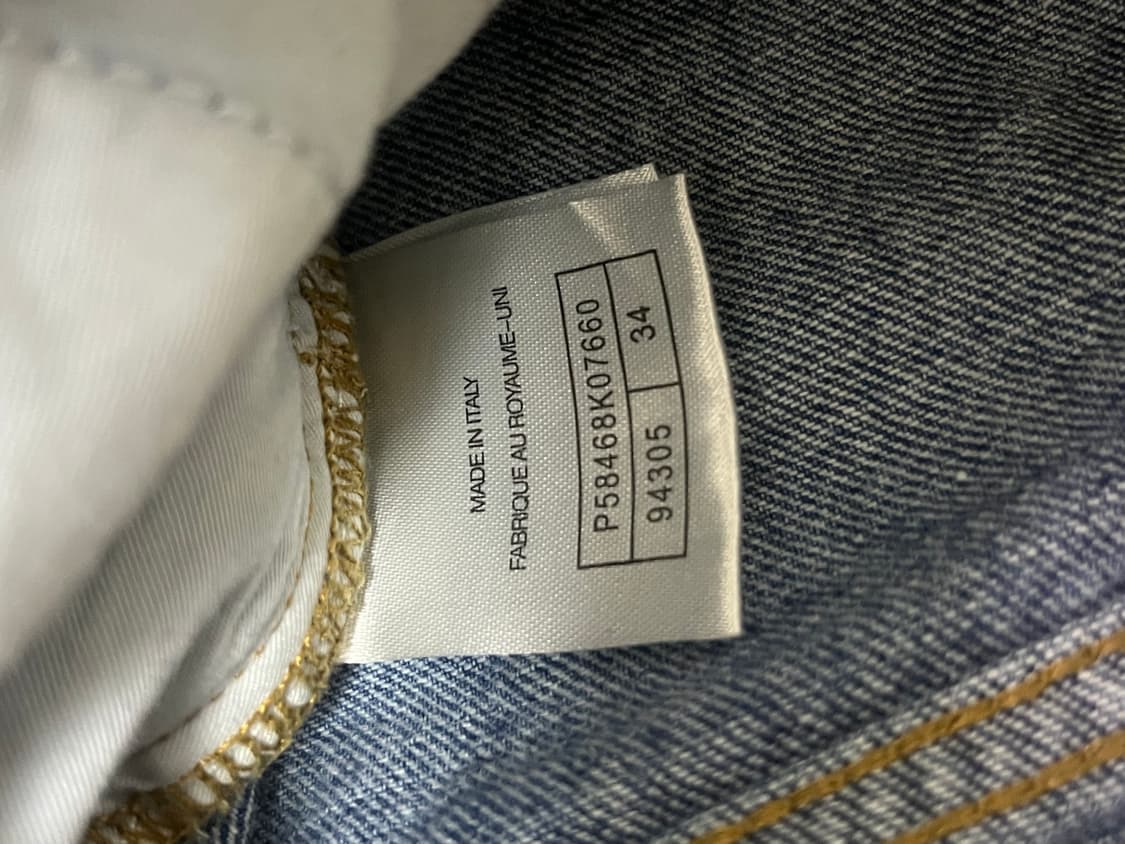 MADE IN ITALY
FABRIQUE AU ROYAUME-UNI
P58468K07660
94305 34